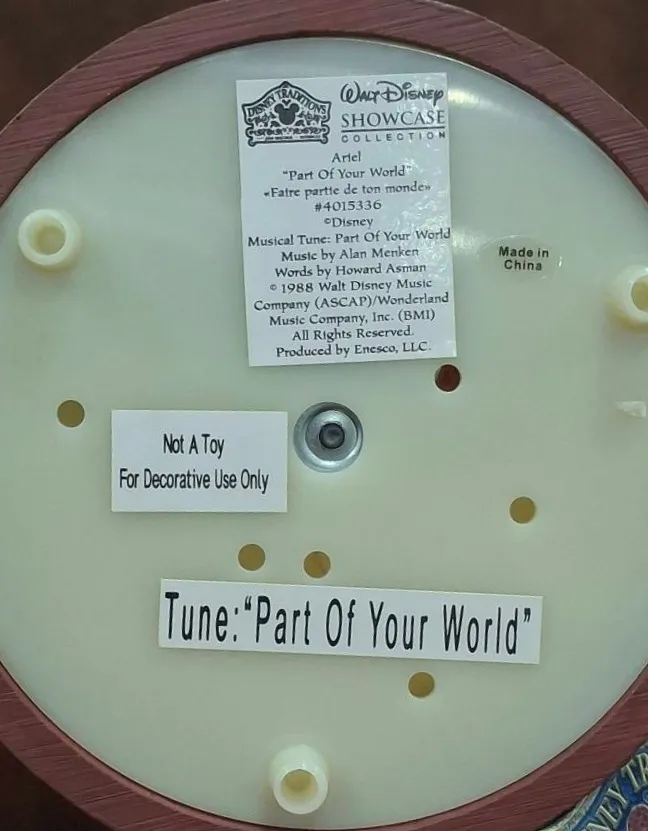 DISNEY TRADITIONS
WALT DISNEY
SHOWCASE
COLLECTION
Ariel
"Part Of Your World"
«Faire partie de ton monde»
#4015336
©Disney
Musical Tune: Part Of Your World
Music by Alan Menken
Words by Howard Asman
© 1988 Walt Disney Music
Company (ASCAP)/Wonderland
Music Company, Inc. (BMI)
All Rights Reserved.
Produced by Enesco, LLC.
Made in
China
Not A Toy
For Decorative Use Only
Tune:"Part Of Your World"